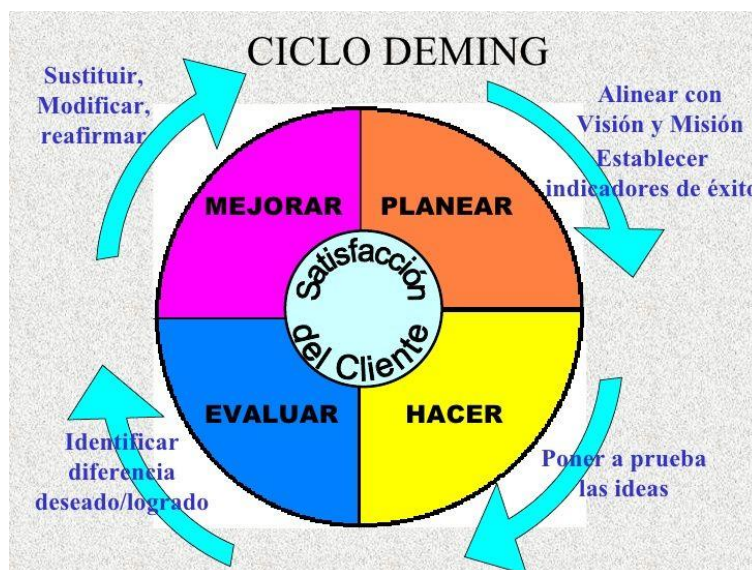 CICLO DEMING
Sustituir,
Modificar,
reafirmar
Alinear con
Visión y Misión
Establecer
indicadores de éxito
MEJORAR
PLANEAR
Satisfacción
del Cliente
EVALUAR
HACER
Identificar
diferencia
deseado/logrado
Poner a prueba
las ideas